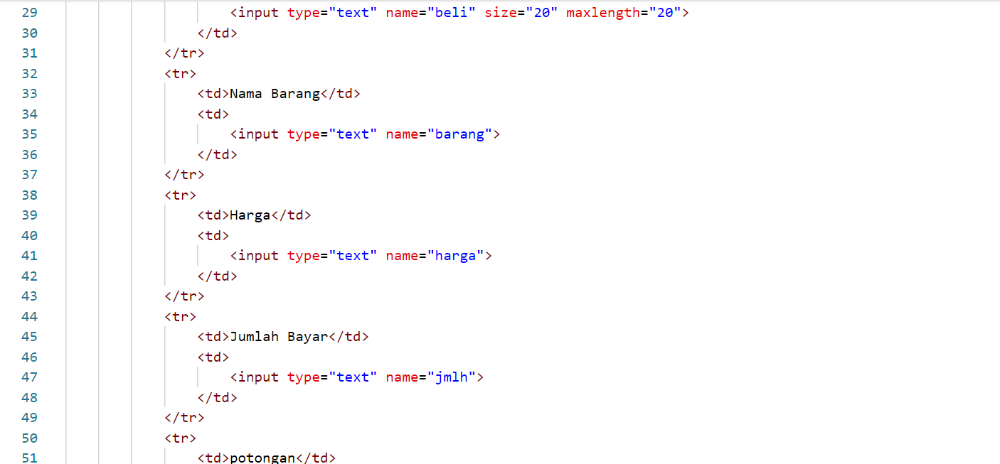 29 <input type="text" name="beli" size="20" maxlength="20">
30 </td>
31 </tr>
32 <tr>
33 <td>Nama Barang</td>
34 <td>
35 <input type="text" name="barang">
36 </td>
37 </tr>
38 <tr>
39 <td>Harga</td>
40 <td>
41 <input type="text" name="harga">
42 </td>
43 </tr>
44 <tr>
45 <td>Jumlah Bayar</td>
46 <td>
47 <input type="text" name="jmlh">
48 </td>
49 </tr>
50 <tr>
51 <td>potongan</td>